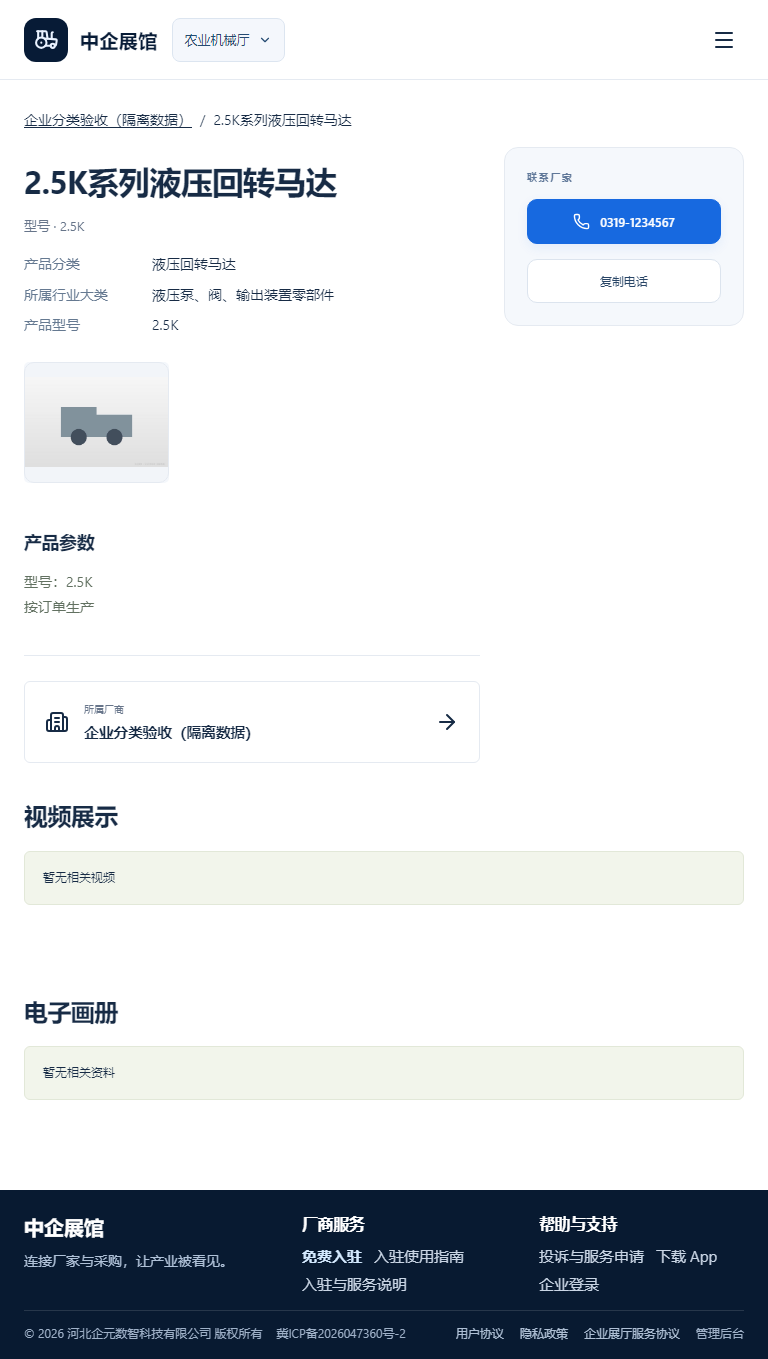 中企展馆
农业机械厅
企业分类验收（隔离数据） / 2.5K系列液压回转马达
2.5K系列液压回转马达
型号 · 2.5K
产品分类 液压回转马达
所属行业大类 液压泵、阀、输出装置零部件
产品型号 2.5K
联系厂家
0319-1234567
复制电话
产品参数
型号：2.5K
按订单生产
所属厂商
企业分类验收（隔离数据）
视频展示
暂无相关视频
电子画册
暂无相关资料
中企展馆
连接厂家与采购，让产业被看见。
厂商服务
免费入驻 入驻使用指南
入驻与服务说明
帮助与支持
投诉与服务申请 下载 App
企业登录
© 2026 河北企元数智科技有限公司 版权所有 冀ICP备2026047360号-2
用户协议 隐私政策 企业展厅服务协议 管理后台